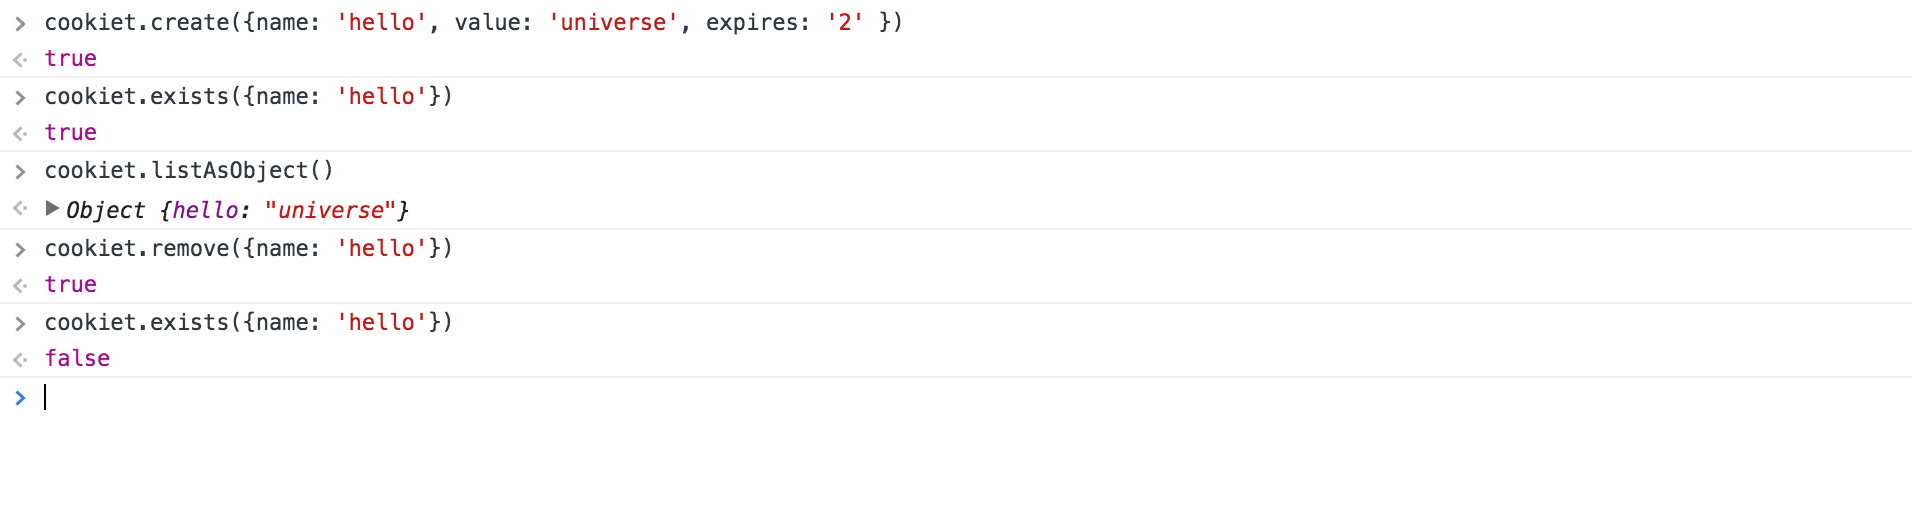 cookiet.create({name: 'hello', value: 'universe', expires: '2' })
true
cookiet.exists({name: 'hello'})
true
cookiet.listAsObject()
Object {hello: "universe"}
cookiet.remove({name: 'hello'})
true
cookiet.exists({name: 'hello'})
false